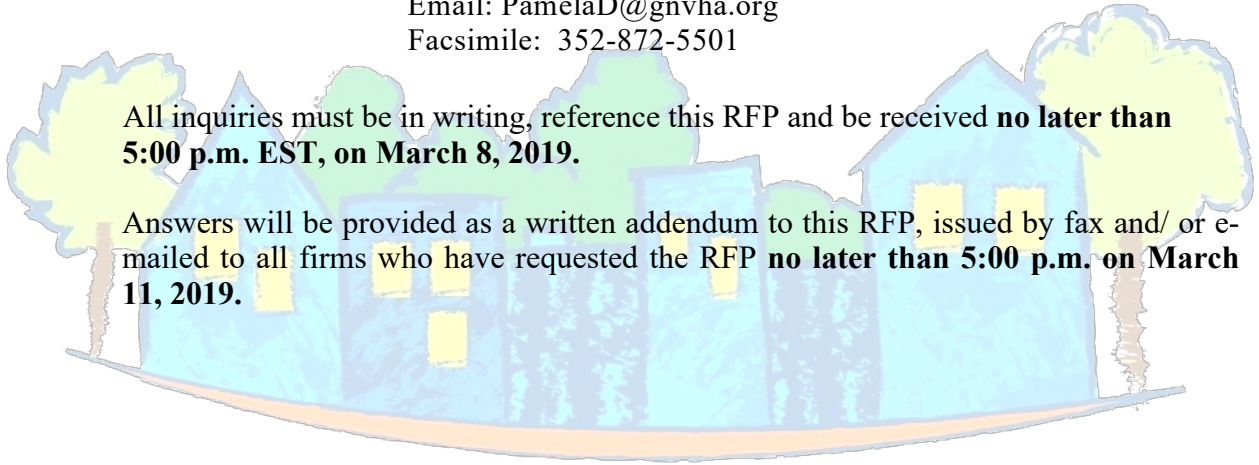 Email: PamelaD@gnvha.org
Facsimile: 352-872-5501
All inquiries must be in writing, reference this RFP and be received no later than
5:00 p.m. EST, on March 8, 2019.
Answers will be provided as a written addendum to this RFP, issued by fax and/ or e-
mailed to all firms who have requested the RFP no later than 5:00 p.m. on March
11, 2019.